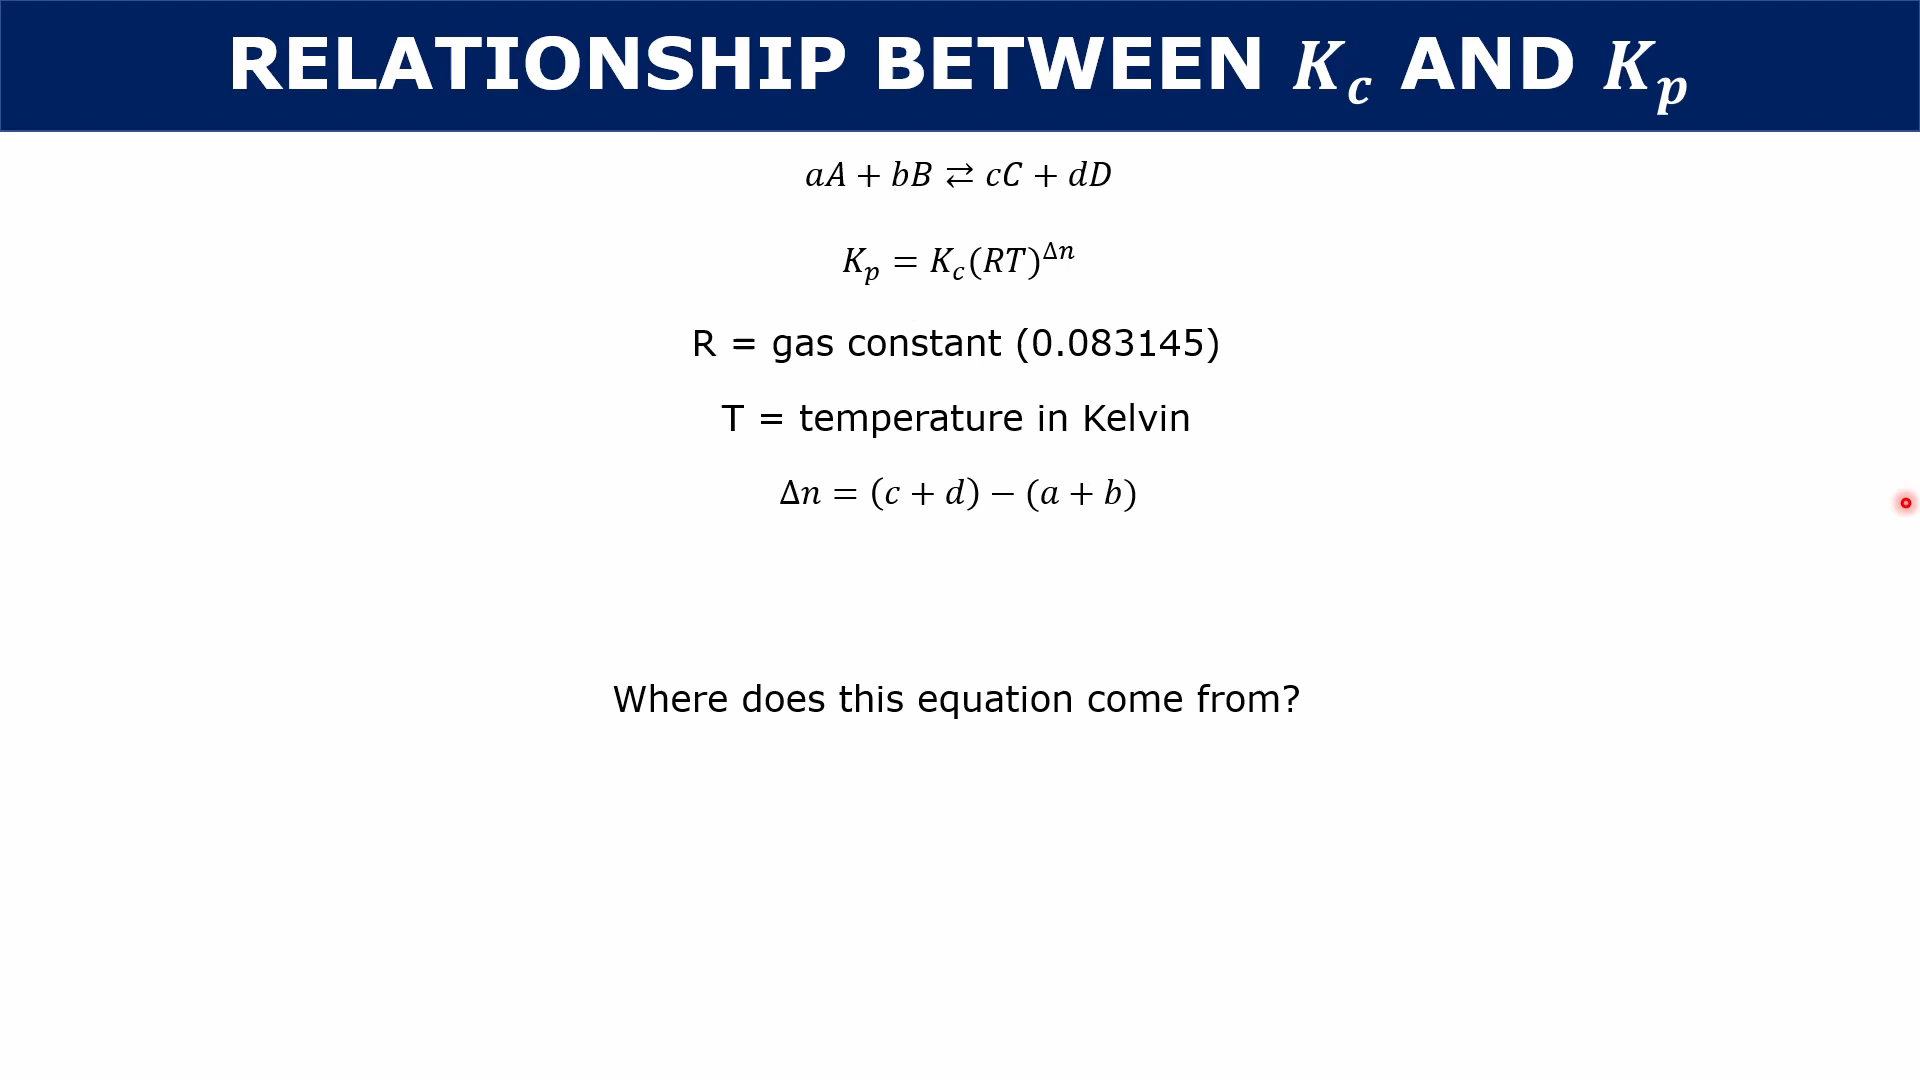 RELATIONSHIP BETWEEN K_c AND K_p
aA + bB ⇄ cC + dD
K_p = K_c(RT)^Δn
R = gas constant (0.083145)
T = temperature in Kelvin
Δn = (c + d) − (a + b)
Where does this equation come from?